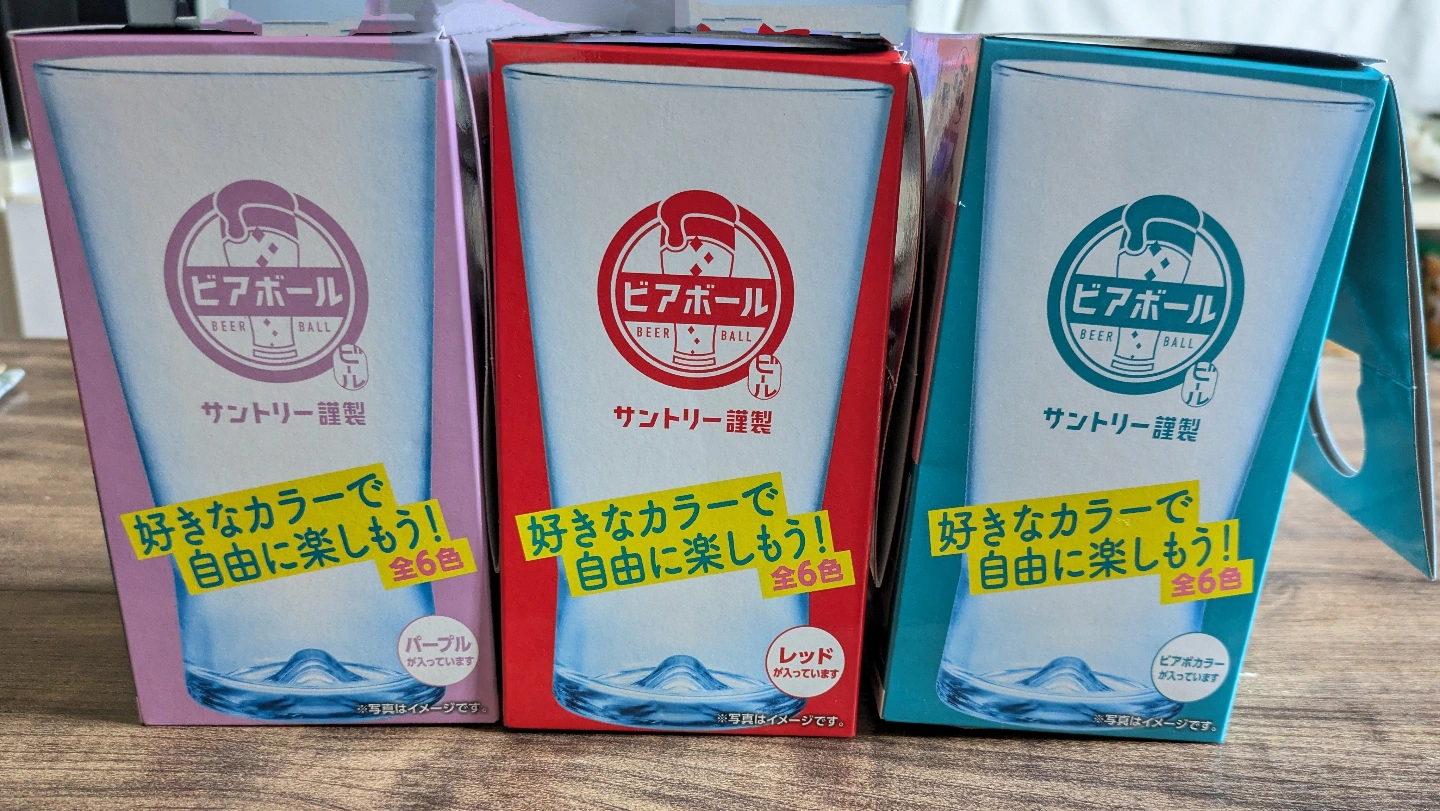 ビアボール
BEER BALL
ビール
サントリー謹製
好きなカラーで
自由に楽しもう!
全6色
パープル
が入っています
※写真はイメージです。
ビアボール
BEER BALL
ビール
サントリー謹製
好きなカラーで
自由に楽しもう!
全6色
レッド
が入っています
※写真はイメージです。
ビアボール
BEER BALL
ビール
サントリー謹製
好きなカラーで
自由に楽しもう!
全6色
ビアボカラー
が入っています
※写真はイメージです。